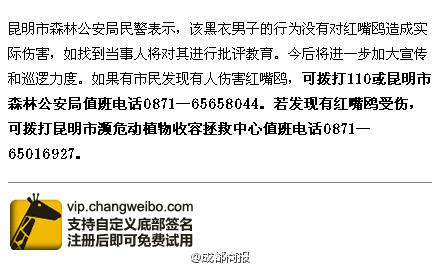 昆明市森林公安局民警表示，该黑衣男子的行为没有对红嘴鸥造成实
际伤害，如找到当事人将对其进行批评教育。今后将进一步加大宣传
和巡逻力度。如果有市民发现有人伤害红嘴鸥，可拨打110或昆明市
森林公安局值班电话0871—65658044。若发现有红嘴鸥受伤，
可拨打昆明市濒危动植物收容拯救中心值班电话0871—
65016927。
vip.changweibo.com
支持自定义底部签名
注册后即可免费试用
@成都商报